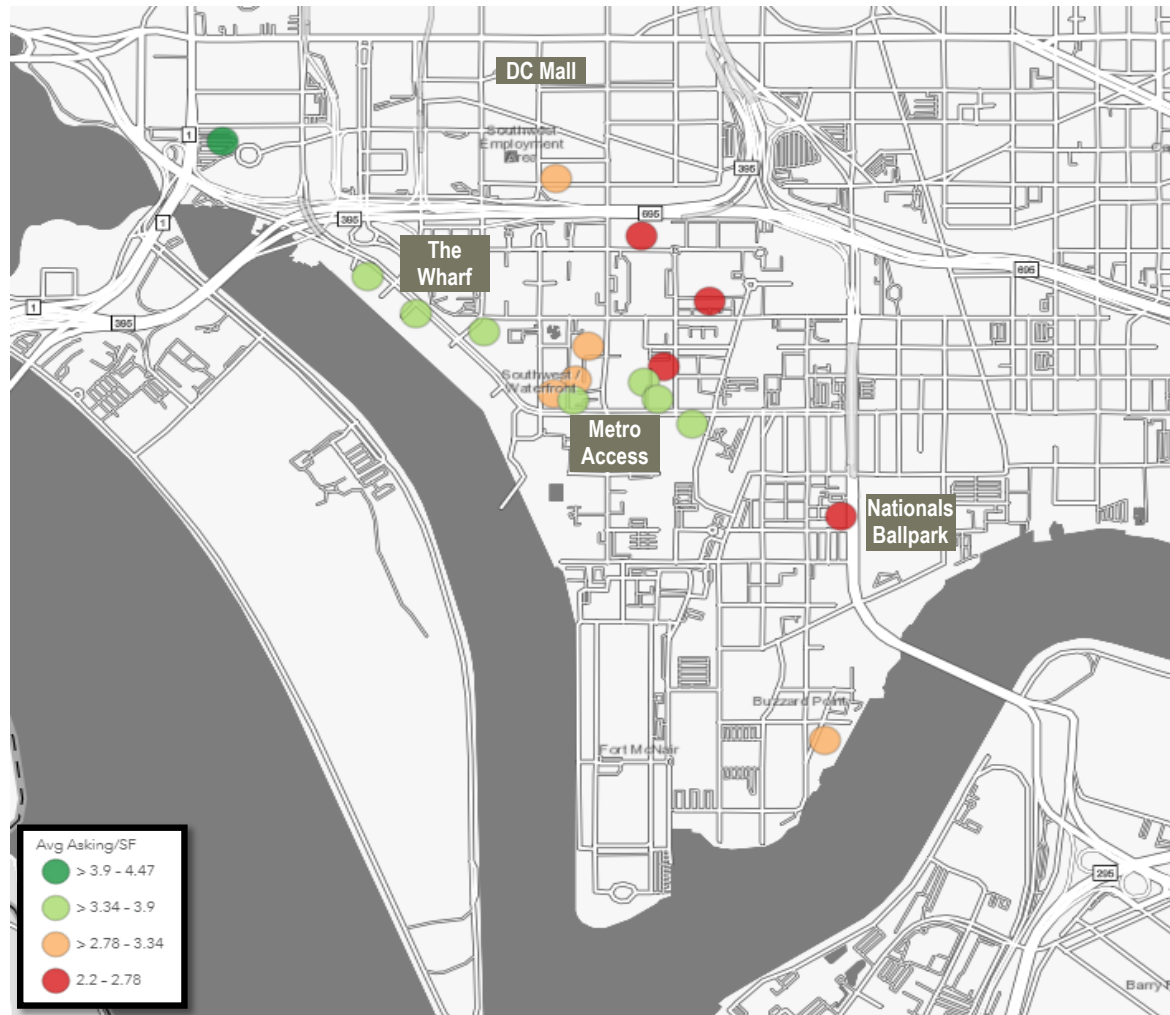 DC Mall
1
Southwest
Employment
Area
395
1
395
695
The
Wharf
695
1
395
Southwest /
Waterfront
Metro
Access
Nationals
Ballpark
Buzzard Point
Fort McNair
Avg Asking/SF
> 3.9 - 4.47
> 3.34 - 3.9
> 2.78 - 3.34
2.2 - 2.78
295
Barry